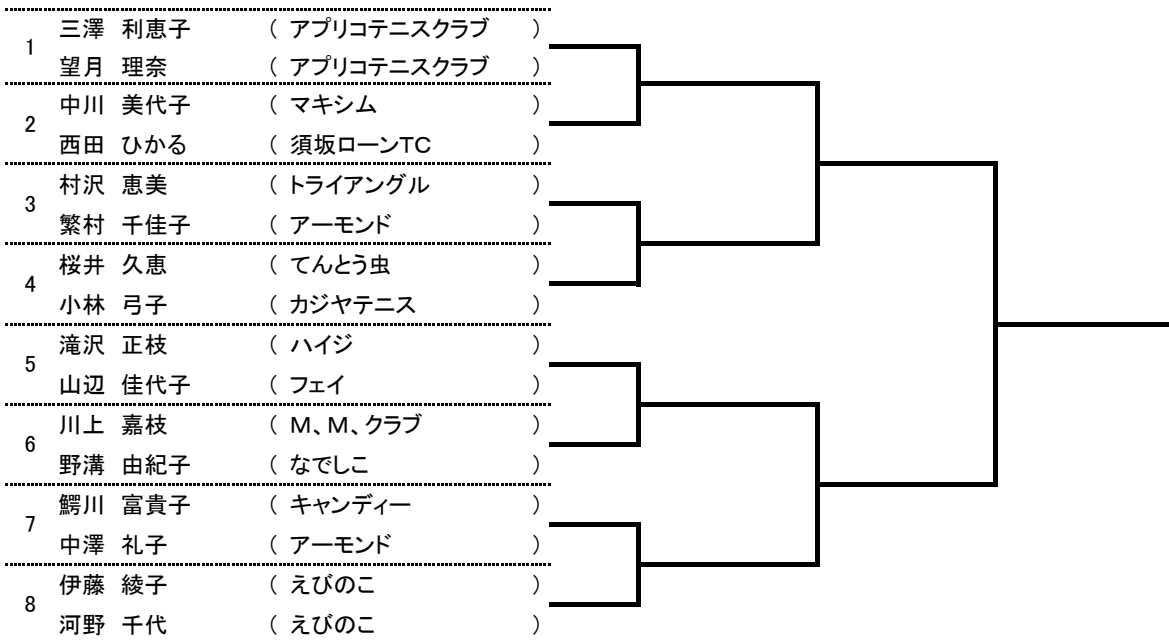 三澤 利恵子 ( アプリコテニスクラブ )
1
望月 理奈 ( アプリコテニスクラブ )
中川 美代子 ( マキシム )
2
西田 ひかる ( 須坂ローンTC )
村沢 恵美 ( トライアングル )
3
繁村 千佳子 ( アーモンド )
桜井 久恵 ( てんとう虫 )
4
小林 弓子 ( カジヤテニス )
滝沢 正枝 ( ハイジ )
5
山辺 佳代子 ( フェイ )
川上 嘉枝 ( M、M、クラブ )
6
野溝 由紀子 ( なでしこ )
鰐川 富貴子 ( キャンディー )
7
中澤 礼子 ( アーモンド )
伊藤 綾子 ( えびのこ )
8
河野 千代 ( えびのこ )